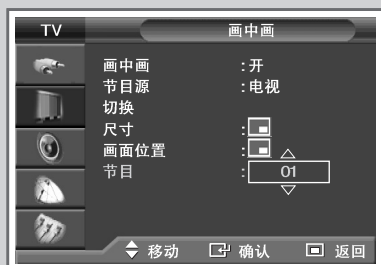 TV 画中画
画中画 :开
节目源 :电视
切换
尺寸 :
画面位置 :
节目 : 01
移动 确认 返回